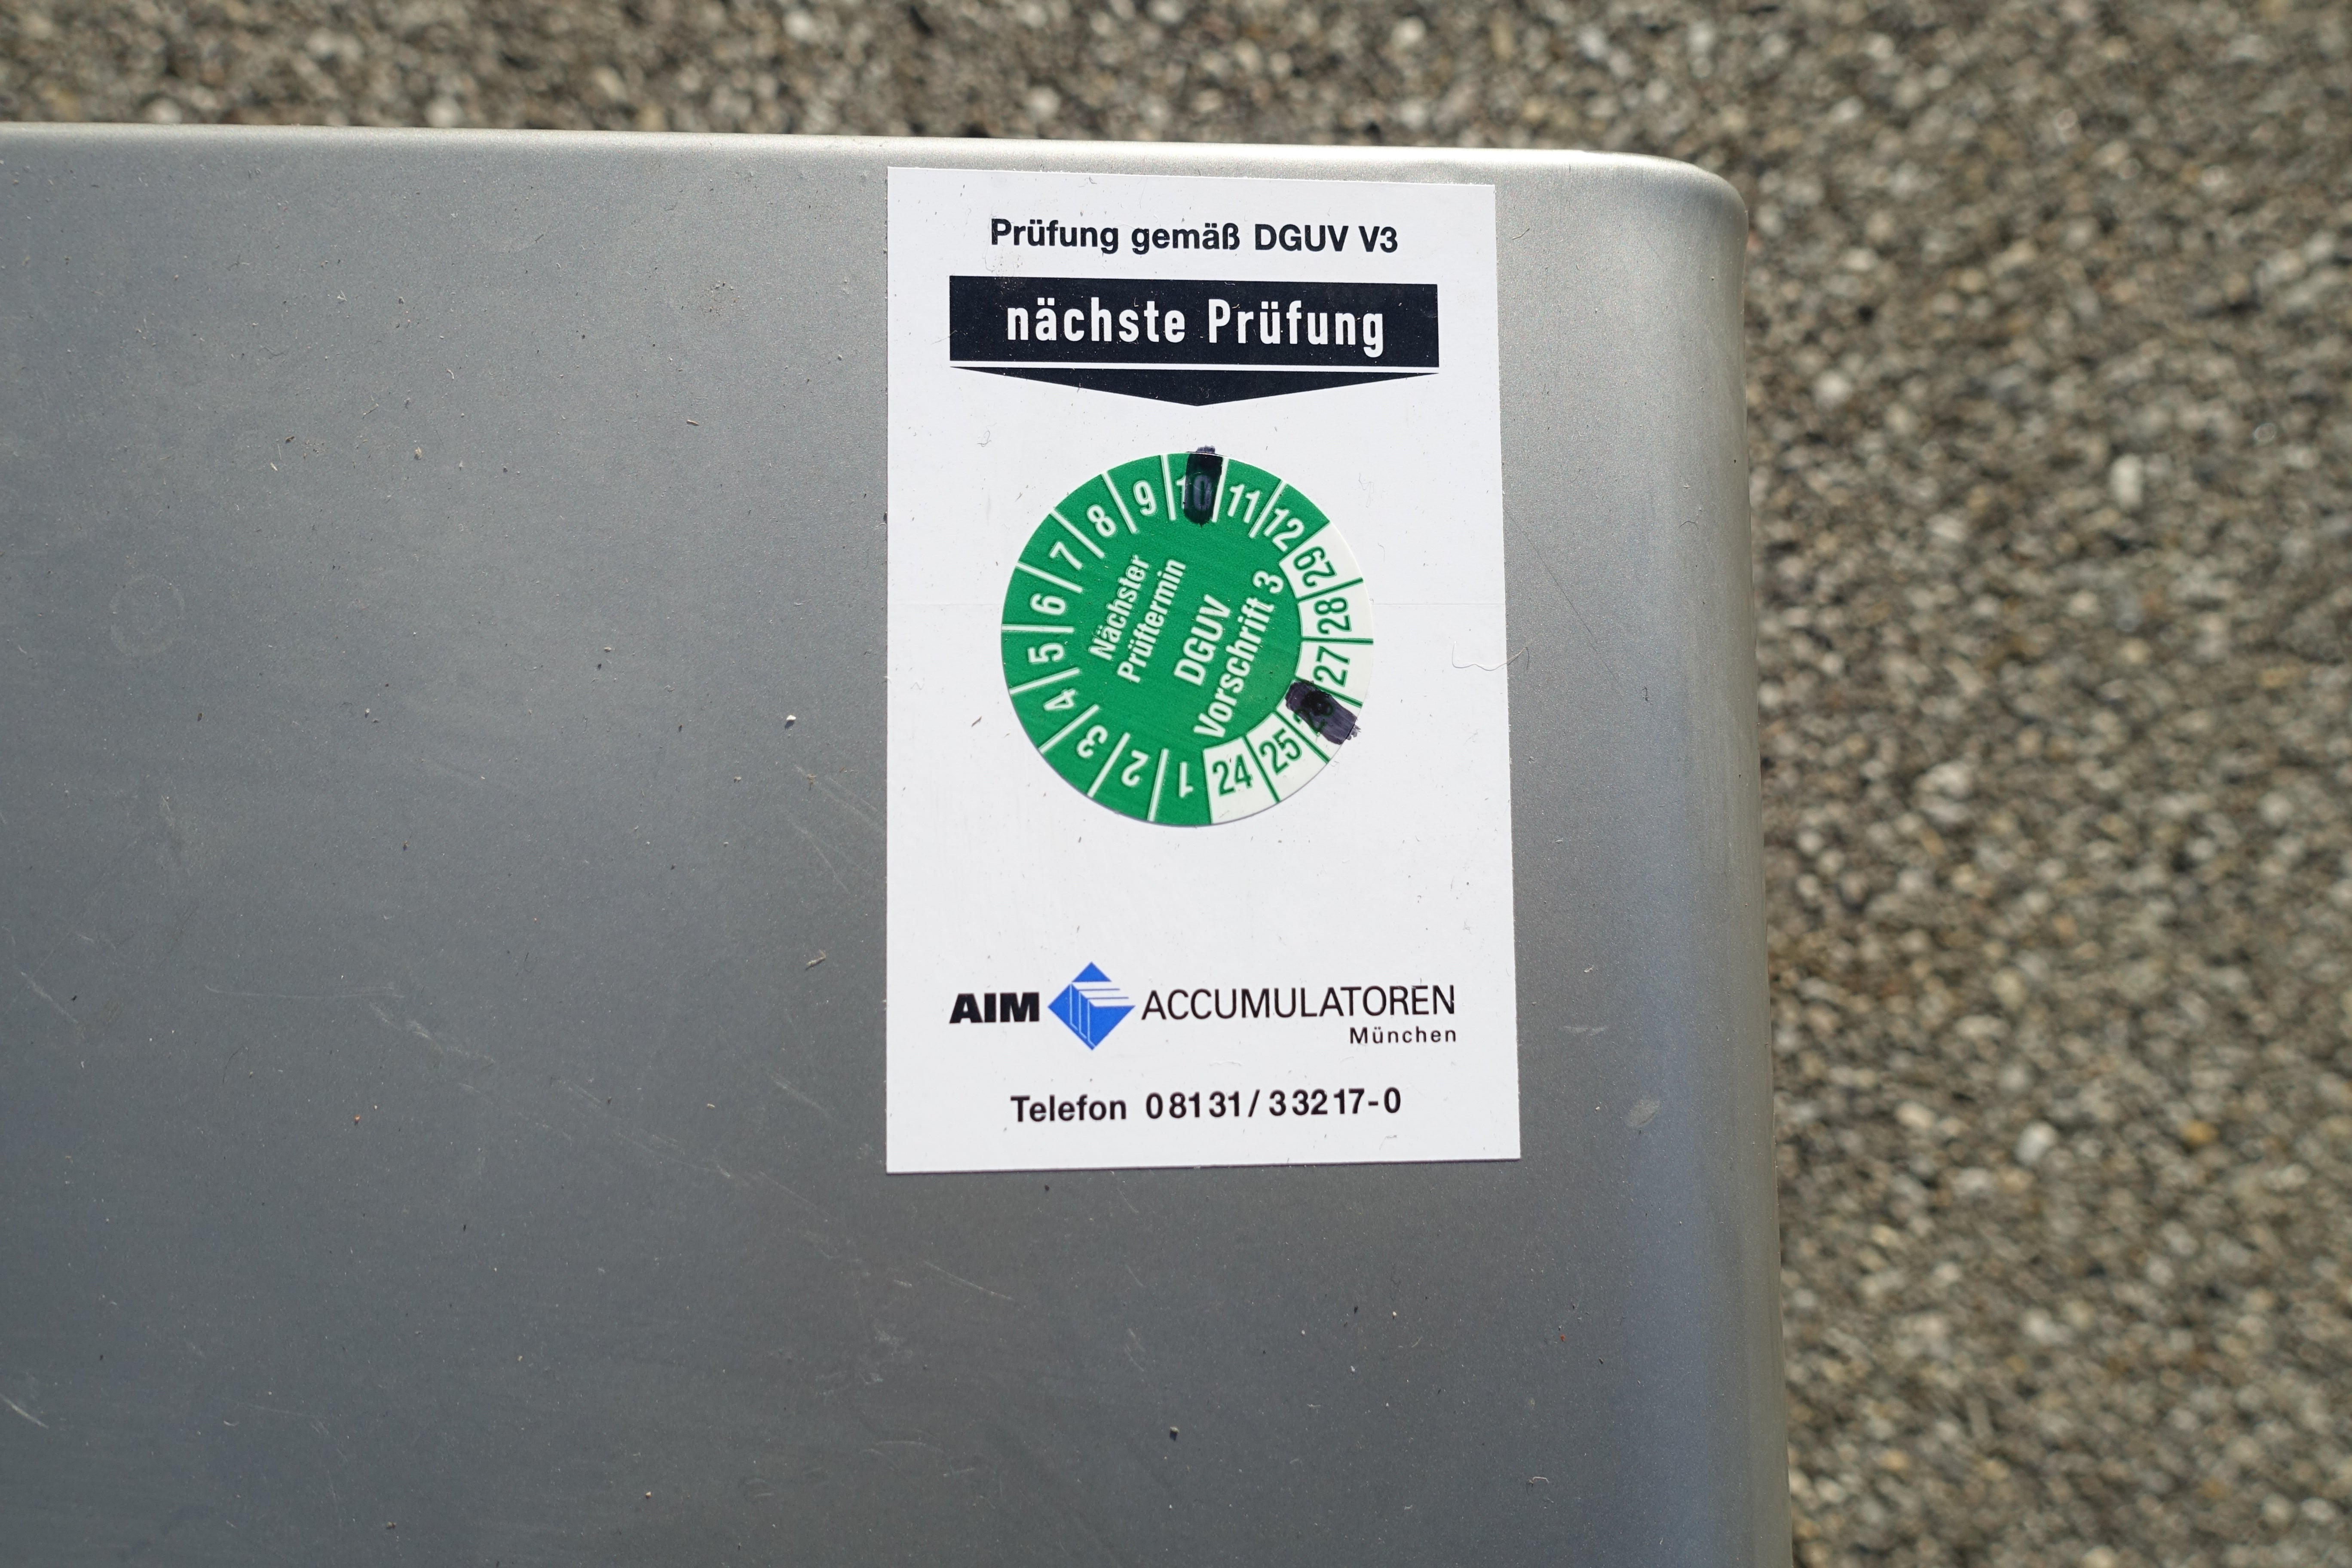 Prüfung gemäß DGUV V3
nächste Prüfung
1 2 3 4 5 6 7 8 9 10 11 12
29 28 27 26 25 24
Nächster
Prüftermin
DGUV
Vorschrift 3
AIM ACCUMULATOREN
München
Telefon 08131/33217-0